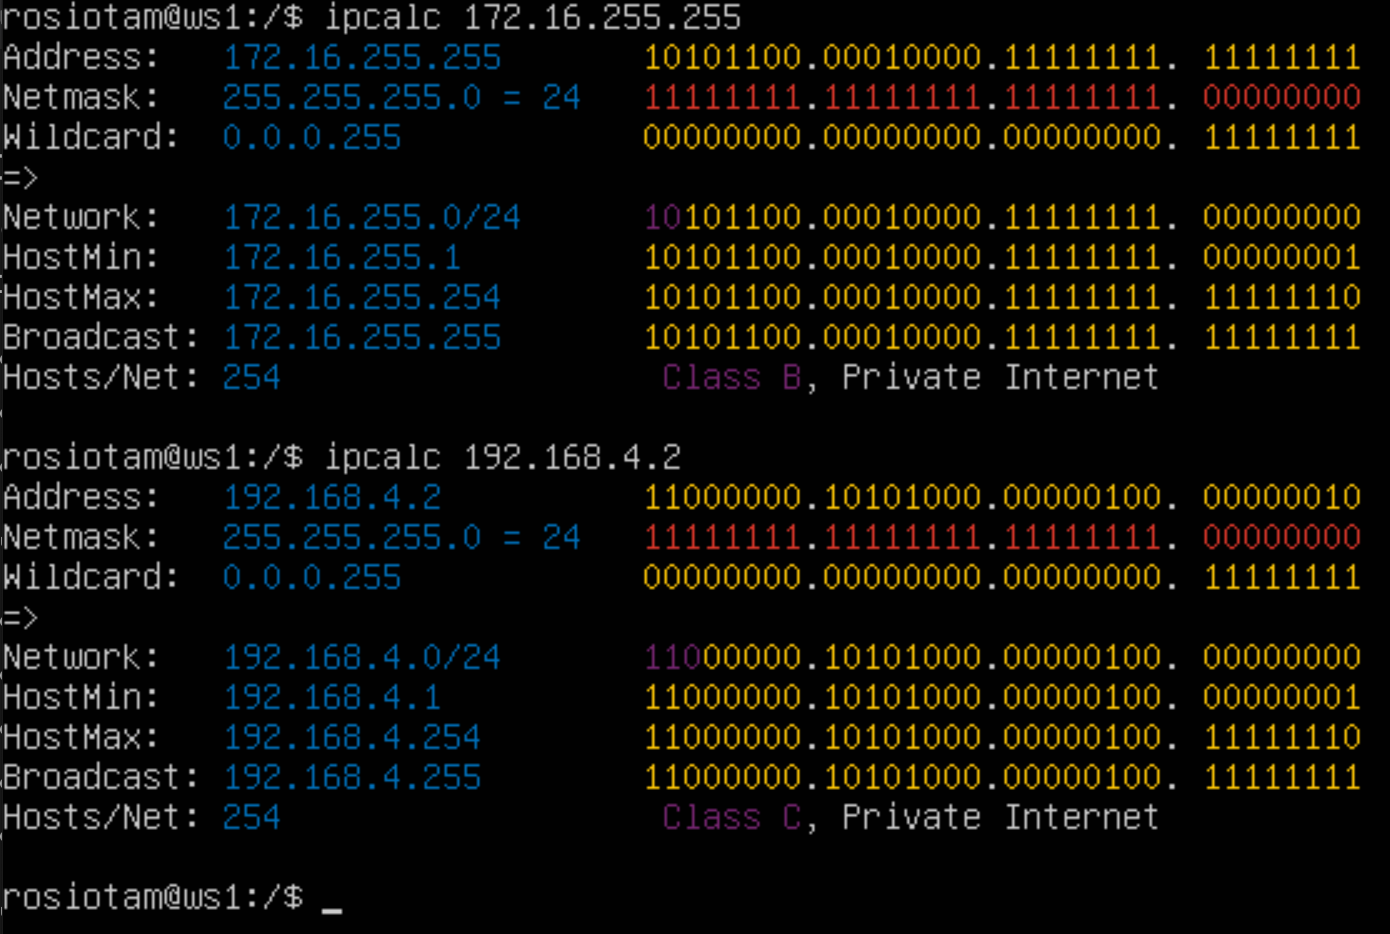 rosiotam@ws1:/$ ipcalc 172.16.255.255
Address:   172.16.255.255       10101100.00010000.11111111. 11111111
Netmask:   255.255.255.0 = 24   11111111.11111111.11111111. 00000000
Wildcard:  0.0.0.255            00000000.00000000.00000000. 11111111
=>
Network:   172.16.255.0/24      10101100.00010000.11111111. 00000000
HostMin:   172.16.255.1         10101100.00010000.11111111. 00000001
HostMax:   172.16.255.254       10101100.00010000.11111111. 11111110
Broadcast: 172.16.255.255       10101100.00010000.11111111. 11111111
Hosts/Net: 254                   Class B, Private Internet
rosiotam@ws1:/$ ipcalc 192.168.4.2
Address:   192.168.4.2          11000000.10101000.00000100. 00000010
Netmask:   255.255.255.0 = 24   11111111.11111111.11111111. 00000000
Wildcard:  0.0.0.255            00000000.00000000.00000000. 11111111
=>
Network:   192.168.4.0/24       11000000.10101000.00000100. 00000000
HostMin:   192.168.4.1          11000000.10101000.00000100. 00000001
HostMax:   192.168.4.254        11000000.10101000.00000100. 11111110
Broadcast: 192.168.4.255        11000000.10101000.00000100. 11111111
Hosts/Net: 254                   Class C, Private Internet
rosiotam@ws1:/$ _